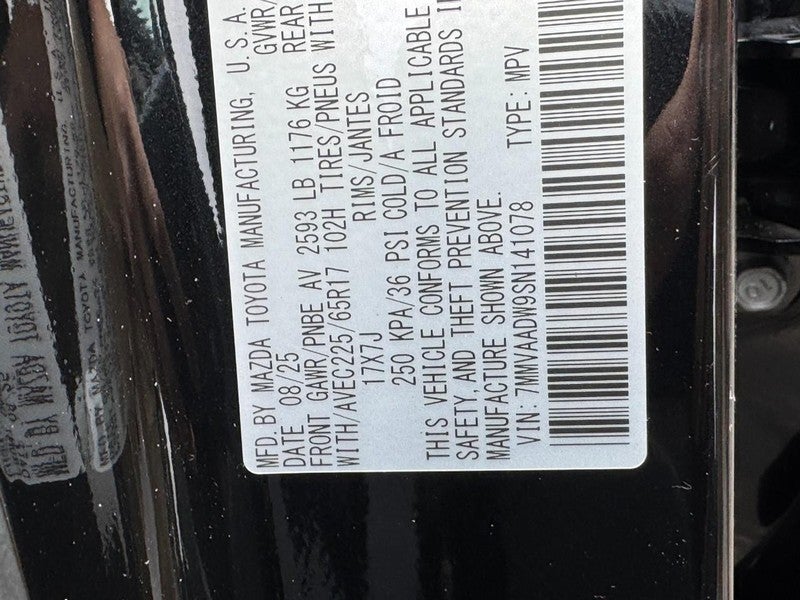 MFD. BY MAZDA TOYOTA MANUFACTURING, U.S.A.
DATE 08/25 GVWR/
FRONT GAWR/PNBE AV 2593 LB 1176 KG REAR
WITH/AVEC225/65R17 102H TIRES/PNEUS WITH
17X7J RIMS/JANTES
250 KPA/36 PSI COLD/A FROID
THIS VEHICLE CONFORMS TO ALL APPLICABLE
SAFETY,AND THEFT PREVENTION STANDARDS I
MANUFACTURE SHOWN ABOVE.
VIN: 7MMVAADW9SN141078 TYPE: MPV